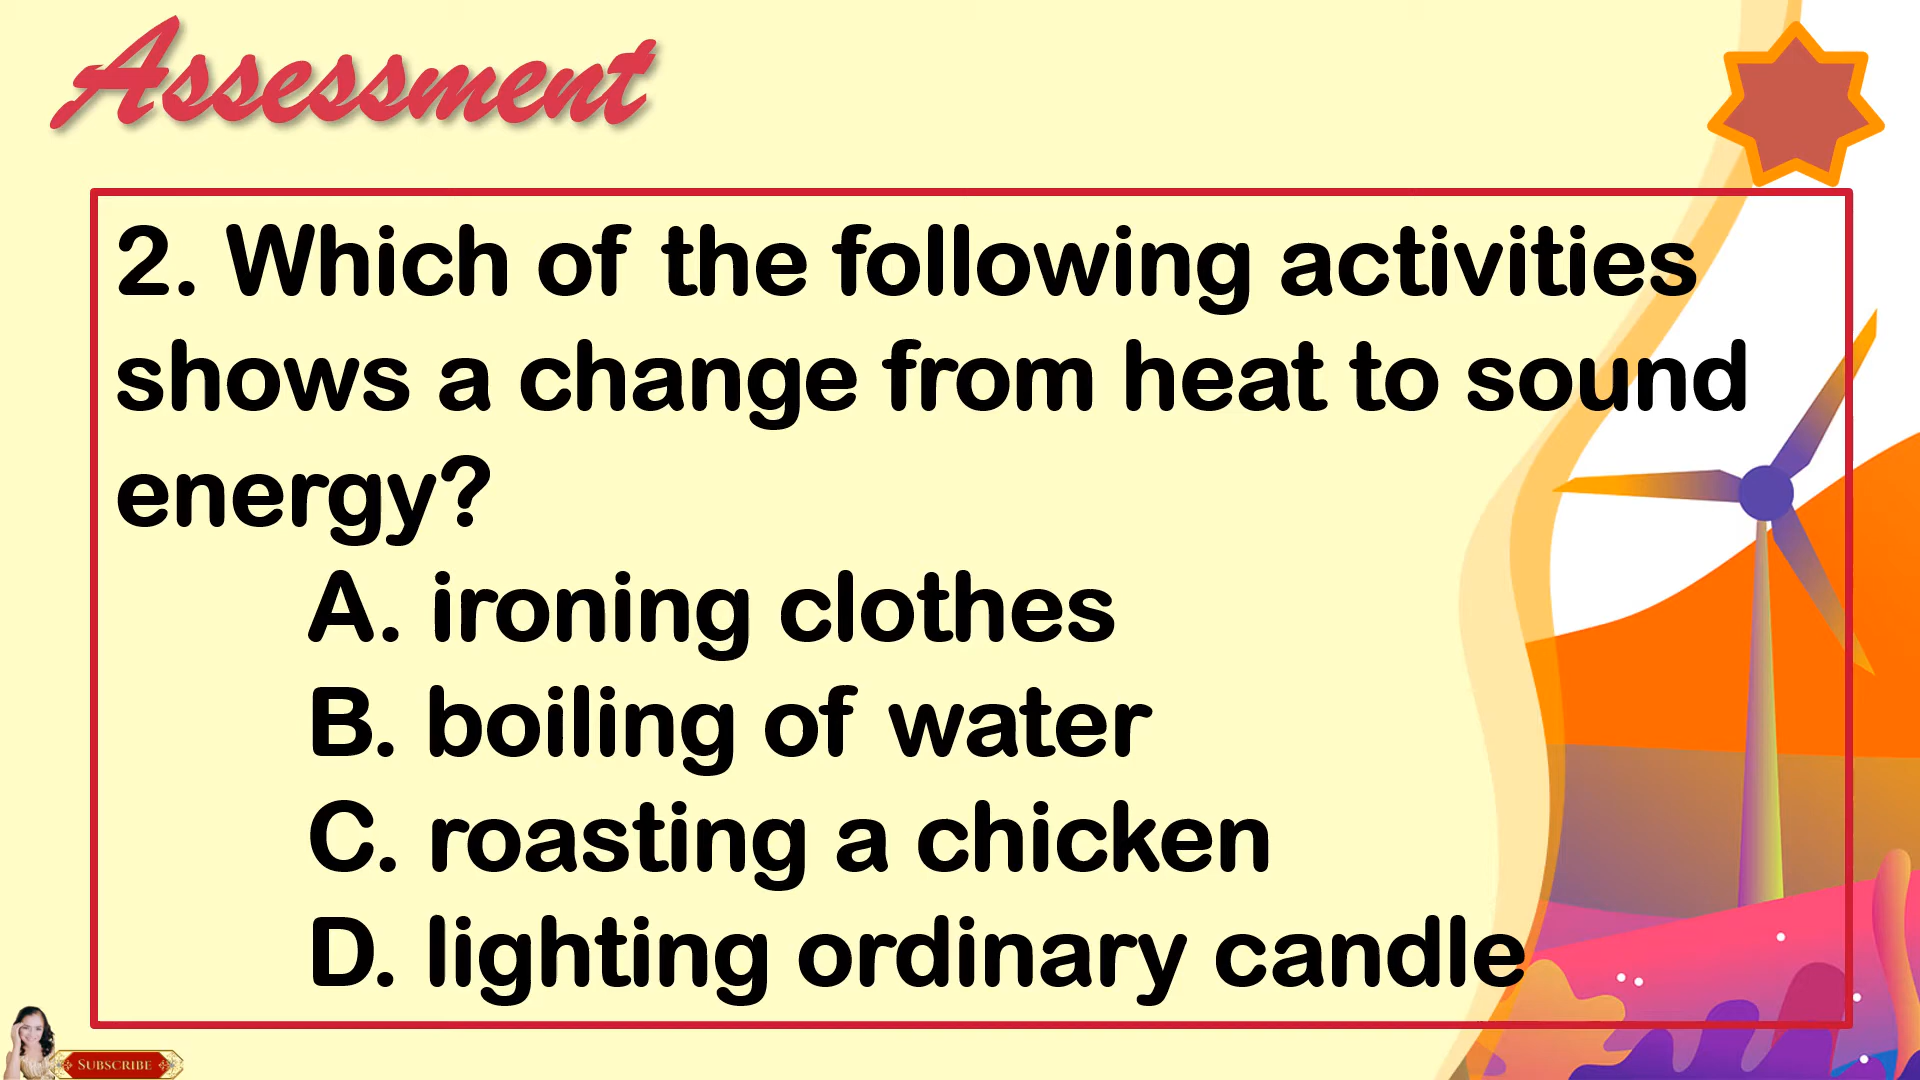 Assessment
2. Which of the following activities
shows a change from heat to sound
energy?
A. ironing clothes
B. boiling of water
C. roasting a chicken
D. lighting ordinary candle
SUBSCRIBE